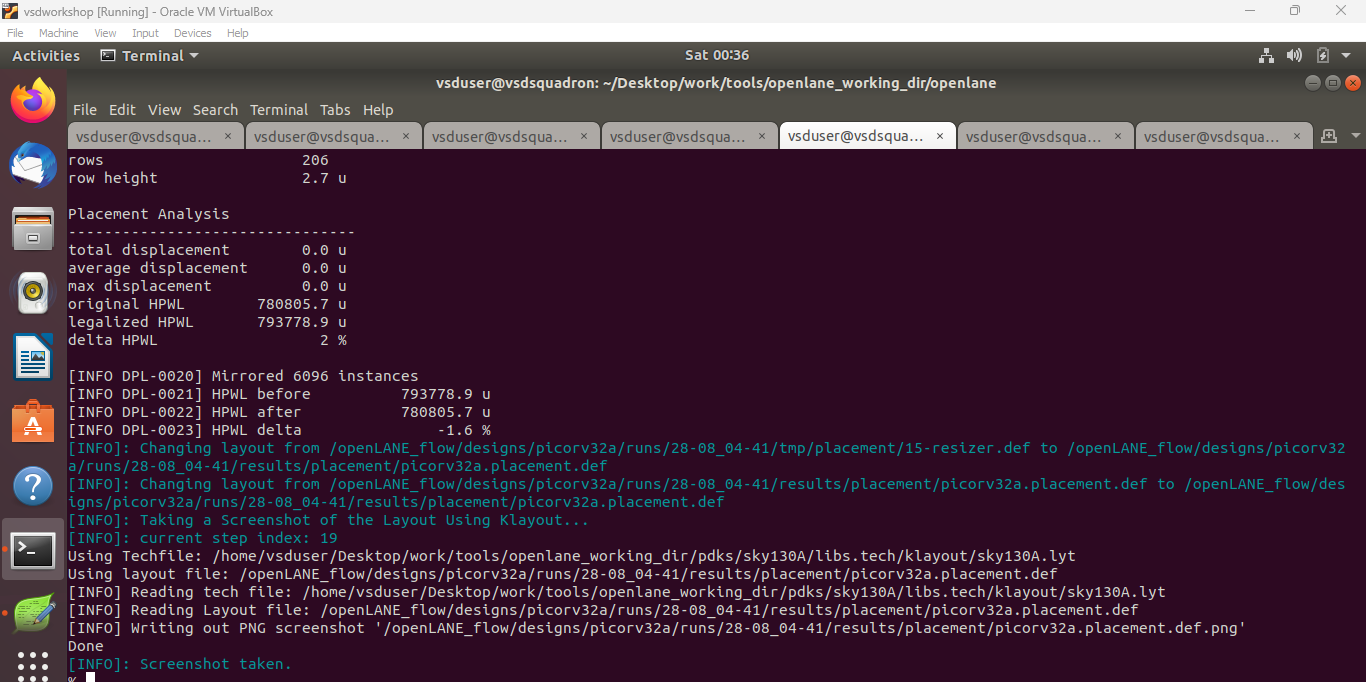 vsdworkshop [Running] - Oracle VM VirtualBox
File Machine View Input Devices Help
Activities Terminal Sat 00:36
vsduser@vsdsquadron: ~/Desktop/work/tools/openlane_working_dir/openlane
File Edit View Search Terminal Tabs Help
vsduser@vsdsqua... × vsduser@vsdsqua... × vsduser@vsdsqua... × vsduser@vsdsqua... × vsduser@vsdsqua... × vsduser@vsdsqua... × vsduser@vsdsqua... ×
rows 206
row height 2.7 u
Placement Analysis
--------------------------------
total displacement 0.0 u
average displacement 0.0 u
max displacement 0.0 u
original HPWL 780805.7 u
legalized HPWL 793778.9 u
delta HPWL 2 %
[INFO DPL-0020] Mirrored 6096 instances
[INFO DPL-0021] HPWL before 793778.9 u
[INFO DPL-0022] HPWL after 780805.7 u
[INFO DPL-0023] HPWL delta -1.6 %
[INFO]: Changing layout from /openLANE_flow/designs/picorv32a/runs/28-08_04-41/tmp/placement/15-resizer.def to /openLANE_flow/designs/picorv32
a/runs/28-08_04-41/results/placement/picorv32a.placement.def
[INFO]: Changing layout from /openLANE_flow/designs/picorv32a/runs/28-08_04-41/results/placement/picorv32a.placement.def to /openLANE_flow/des
igns/picorv32a/runs/28-08_04-41/results/placement/picorv32a.placement.def
[INFO]: Taking a Screenshot of the Layout Using Klayout...
[INFO]: current step index: 19
Using Techfile: /home/vsduser/Desktop/work/tools/openlane_working_dir/pdks/sky130A/libs.tech/klayout/sky130A.lyt
Using layout file: /openLANE_flow/designs/picorv32a/runs/28-08_04-41/results/placement/picorv32a.placement.def
[INFO] Reading tech file: /home/vsduser/Desktop/work/tools/openlane_working_dir/pdks/sky130A/libs.tech/klayout/sky130A.lyt
[INFO] Reading Layout file: /openLANE_flow/designs/picorv32a/runs/28-08_04-41/results/placement/picorv32a.placement.def
[INFO] Writing out PNG screenshot '/openLANE_flow/designs/picorv32a/runs/28-08_04-41/results/placement/picorv32a.placement.def.png'
Done
[INFO]: Screenshot taken.
%